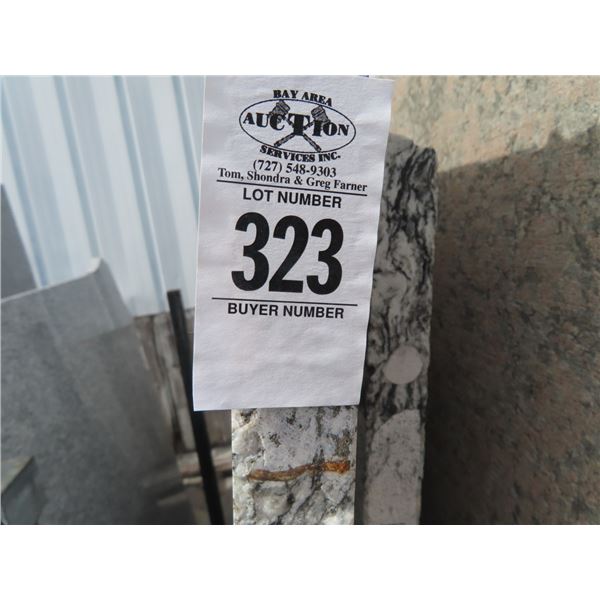 BAY AREA
AUCTION
SERVICES INC.
(727) 548-9303
Tom, Shondra & Greg Farner
LOT NUMBER
323
BUYER NUMBER